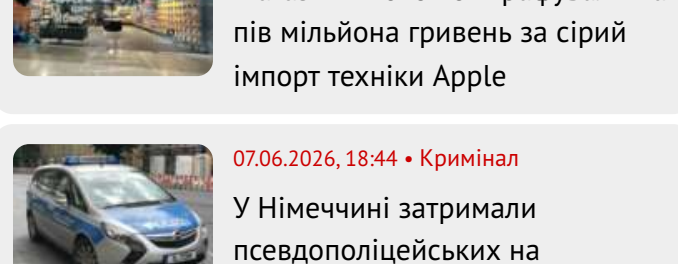 пів мільйона гривень за сірий
імпорт техніки Apple
07.06.2026, 18:44 • Кримінал
У Німеччині затримали
псевдополіцейських на